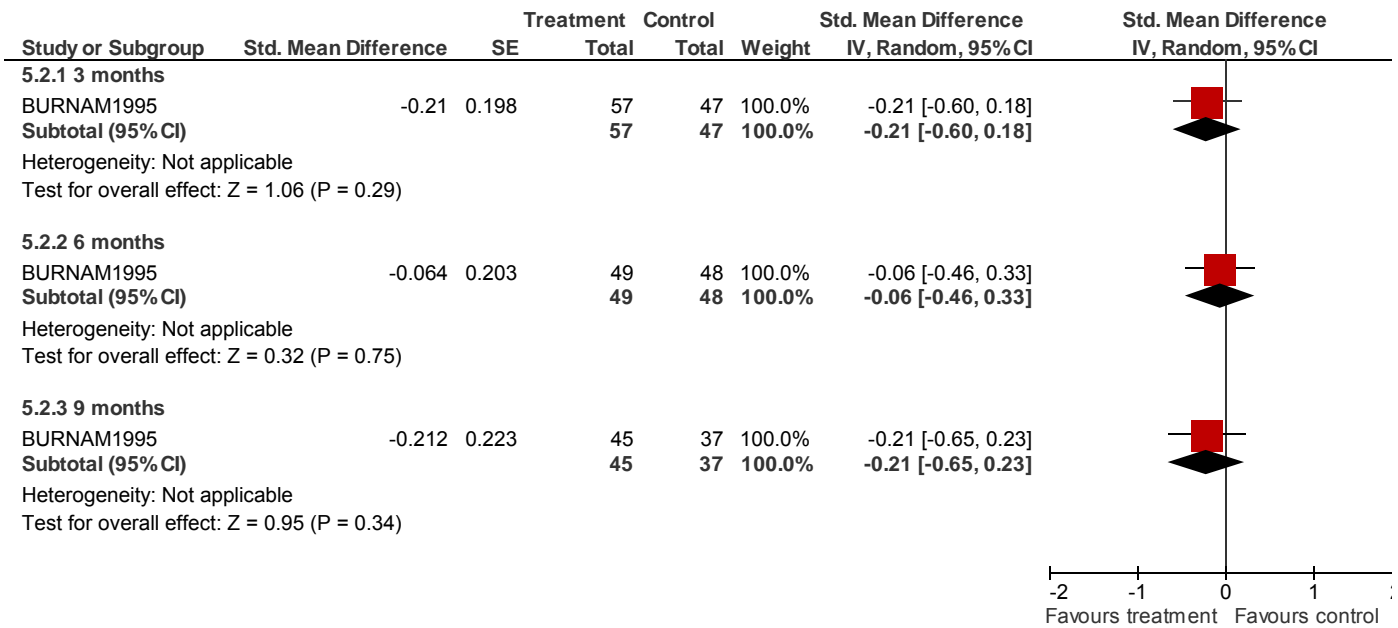 Treatment Control Std. Mean Difference Std. Mean Difference
Study or Subgroup Std. Mean Difference SE Total Total Weight IV, Random, 95% CI IV, Random, 95% CI
5.2.1 3 months
BURNAM1995 -0.21 0.198 57 47 100.0% -0.21 [-0.60, 0.18]
Subtotal (95% CI) 57 47 100.0% -0.21 [-0.60, 0.18]
Heterogeneity: Not applicable
Test for overall effect: Z = 1.06 (P = 0.29)
5.2.2 6 months
BURNAM1995 -0.064 0.203 49 48 100.0% -0.06 [-0.46, 0.33]
Subtotal (95% CI) 49 48 100.0% -0.06 [-0.46, 0.33]
Heterogeneity: Not applicable
Test for overall effect: Z = 0.32 (P = 0.75)
5.2.3 9 months
BURNAM1995 -0.212 0.223 45 37 100.0% -0.21 [-0.65, 0.23]
Subtotal (95% CI) 45 37 100.0% -0.21 [-0.65, 0.23]
Heterogeneity: Not applicable
Test for overall effect: Z = 0.95 (P = 0.34)
-2 -1 0 1 2
Favours treatment Favours control